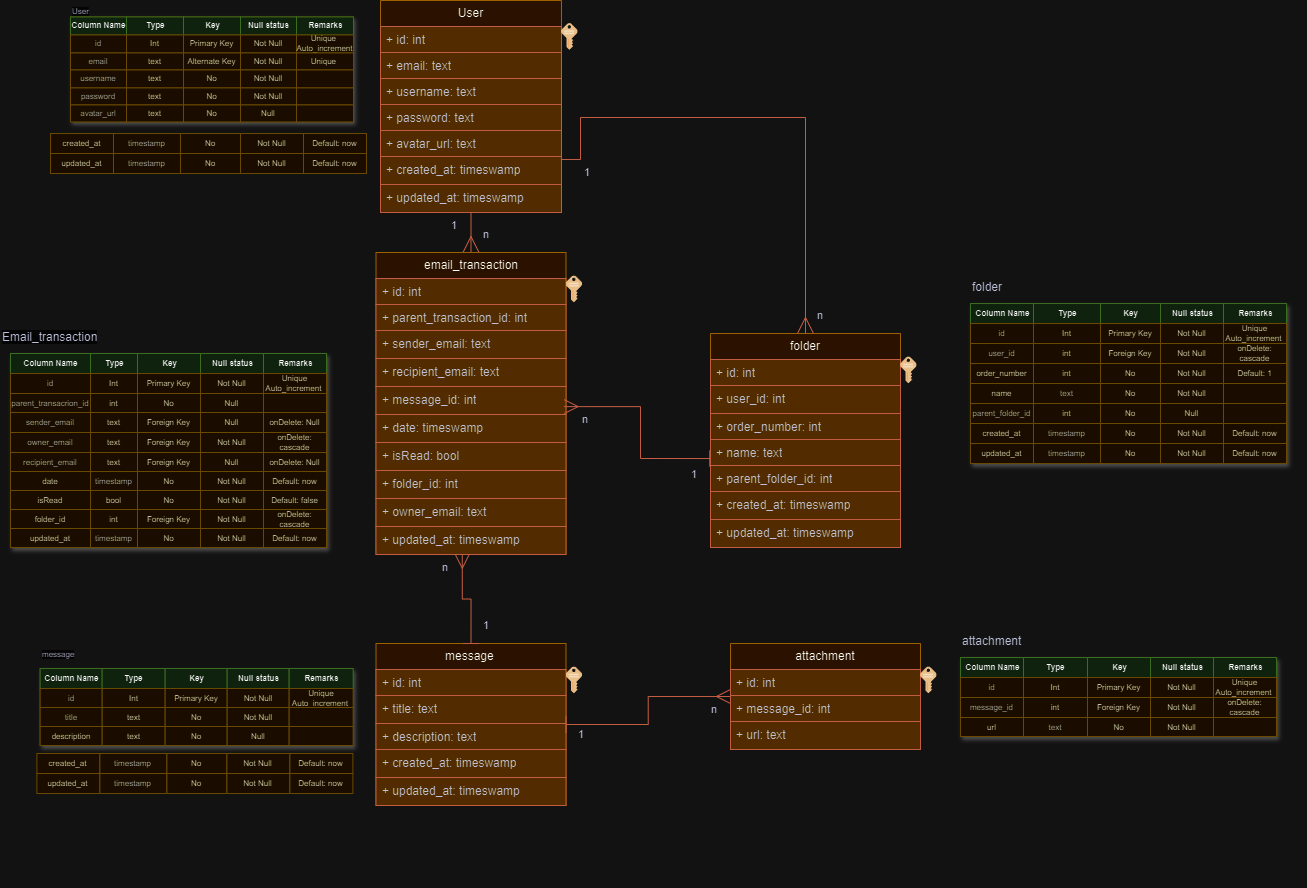 User
Column Name Type Key Null status Remarks
id Int Primary Key Not Null Unique Auto_increment
email text Alternate Key Not Null Unique
username text No Not Null
password text No Not Null
avatar_url text No Null
created_at timestamp No Not Null Default: now
updated_at timestamp No Not Null Default: now
User
+ id: int
+ email: text
+ username: text
+ password: text
+ avatar_url: text
+ created_at: timeswamp
+ updated_at: timeswamp
1
1
n
n
email_transaction
+ id: int
+ parent_transaction_id: int
+ sender_email: text
+ recipient_email: text
+ message_id: int
+ date: timeswamp
+ isRead: bool
+ folder_id: int
+ owner_email: text
+ updated_at: timeswamp
n
1
n
1
Email_transaction
Column Name Type Key Null status Remarks
id Int Primary Key Not Null Unique Auto_increment
parent_transacrion_id int No Null
sender_email text Foreign Key Null onDelete: Null
owner_email text Foreign Key Not Null onDelete: cascade
recipient_email text Foreign Key Null onDelete: Null
date timestamp No Not Null Default: now
isRead bool No Not Null Default: false
folder_id int Foreign Key Not Null onDelete: cascade
updated_at timestamp No Not Null Default: now
folder
+ id: int
+ user_id: int
+ order_number: int
+ name: text
+ parent_folder_id: int
+ created_at: timeswamp
+ updated_at: timeswamp
folder
Column Name Type Key Null status Remarks
id Int Primary Key Not Null Unique Auto_increment
user_id int Foreign Key Not Null onDelete: cascade
order_number int No Not Null Default: 1
name text No Not Null
parent_folder_id int No Null
created_at timestamp No Not Null Default: now
updated_at timestamp No Not Null Default: now
message
Column Name Type Key Null status Remarks
id Int Primary Key Not Null Unique Auto_increment
title text No Not Null
description text No Null
created_at timestamp No Not Null Default: now
updated_at timestamp No Not Null Default: now
message
+ id: int
+ title: text
+ description: text
+ created_at: timeswamp
+ updated_at: timeswamp
1
n
attachment
+ id: int
+ message_id: int
+ url: text
attachment
Column Name Type Key Null status Remarks
id Int Primary Key Not Null Unique Auto_increment
message_id int Foreign Key Not Null onDelete: cascade
url text No Not Null